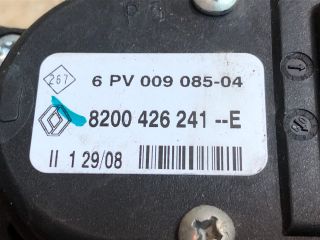 267
6 PV 009 085-04
8200 426 241 --E
II 1 29/08